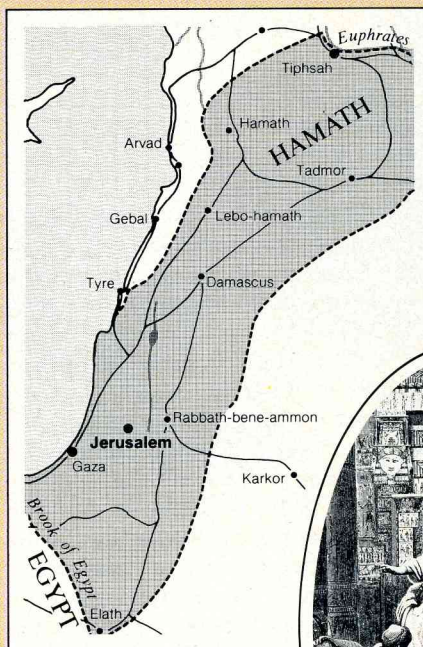 Euphrates
Tiphsah
Hamath
HAMATH
Arvad
Tadmor
Gebal
Lebo-hamath
Tyre
Damascus
Rabbath-bene-ammon
Jerusalem
Gaza
Karkor
Brook of Egypt
EGYPT
Elath